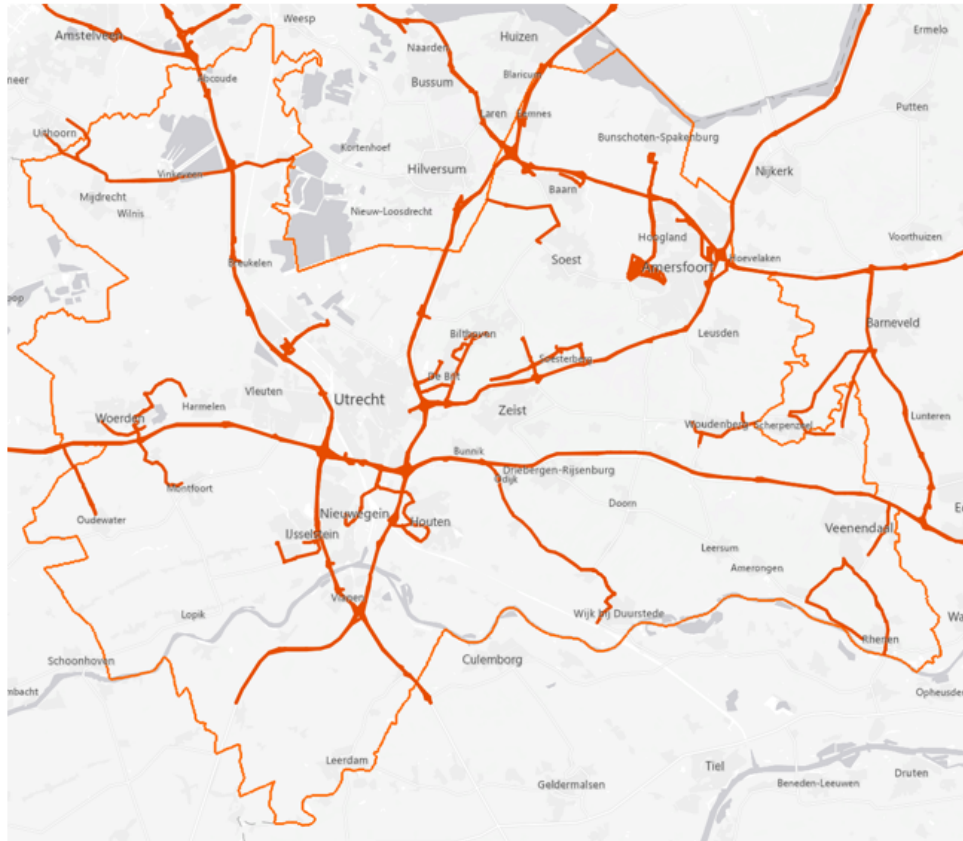 Weesp
Amstelveen
Huizen
Ermelo
Naarden
Bussum
Blaricum
meer
Abcoude
Putten
Laren
Eemnes
Uithoorn
Bunschoten-Spakenburg
Kortenhoef
Hilversum
Nijkerk
Vinkeveen
Baarn
Mijdrecht
Wilnis
Nieuw-Loosdrecht
Hoogland
Voorthuizen
Soest
Hoevelaken
Breukelen
Amersfoort
Barneveld
Bilthoven
Leusden
Soesterberg
De Bilt
Vleuten
Utrecht
Harmelen
Zeist
Woerden
Woudenberg
Scherpenzeel
Lunteren
Bunnik
Driebergen-Rijsenburg
Odijk
Montfoort
Doorn
Nieuwegein
Oudewater
Houten
Veenendaal
IJsselstein
Leersum
Amerongen
Vianen
Lopik
Wijk bij Duurstede
Wa
Rhenen
Schoonhoven
Culemborg
mbacht
Opheusden
Leerdam
Tiel
Druten
Geldermalsen
Beneden-Leeuwen